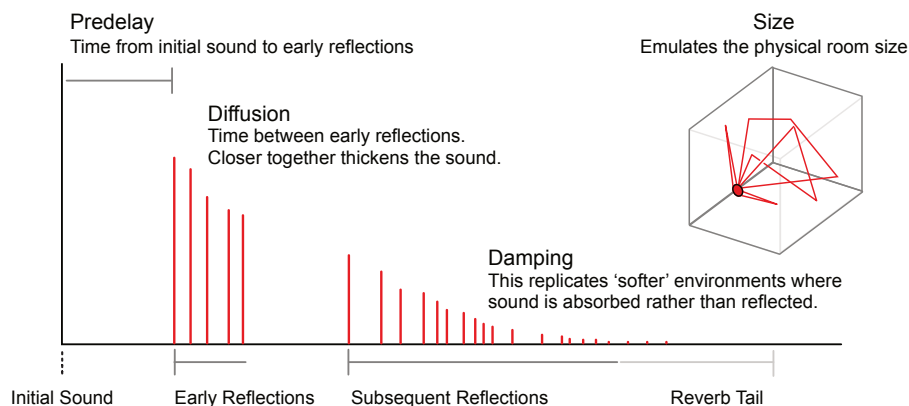 Predelay
Time from initial sound to early reflections
Size
Emulates the physical room size
Diffusion
Time between early reflections.
Closer together thickens the sound.
Damping
This replicates ‘softer’ environments where
sound is absorbed rather than reflected.
Initial Sound
Early Reflections
Subsequent Reflections
Reverb Tail